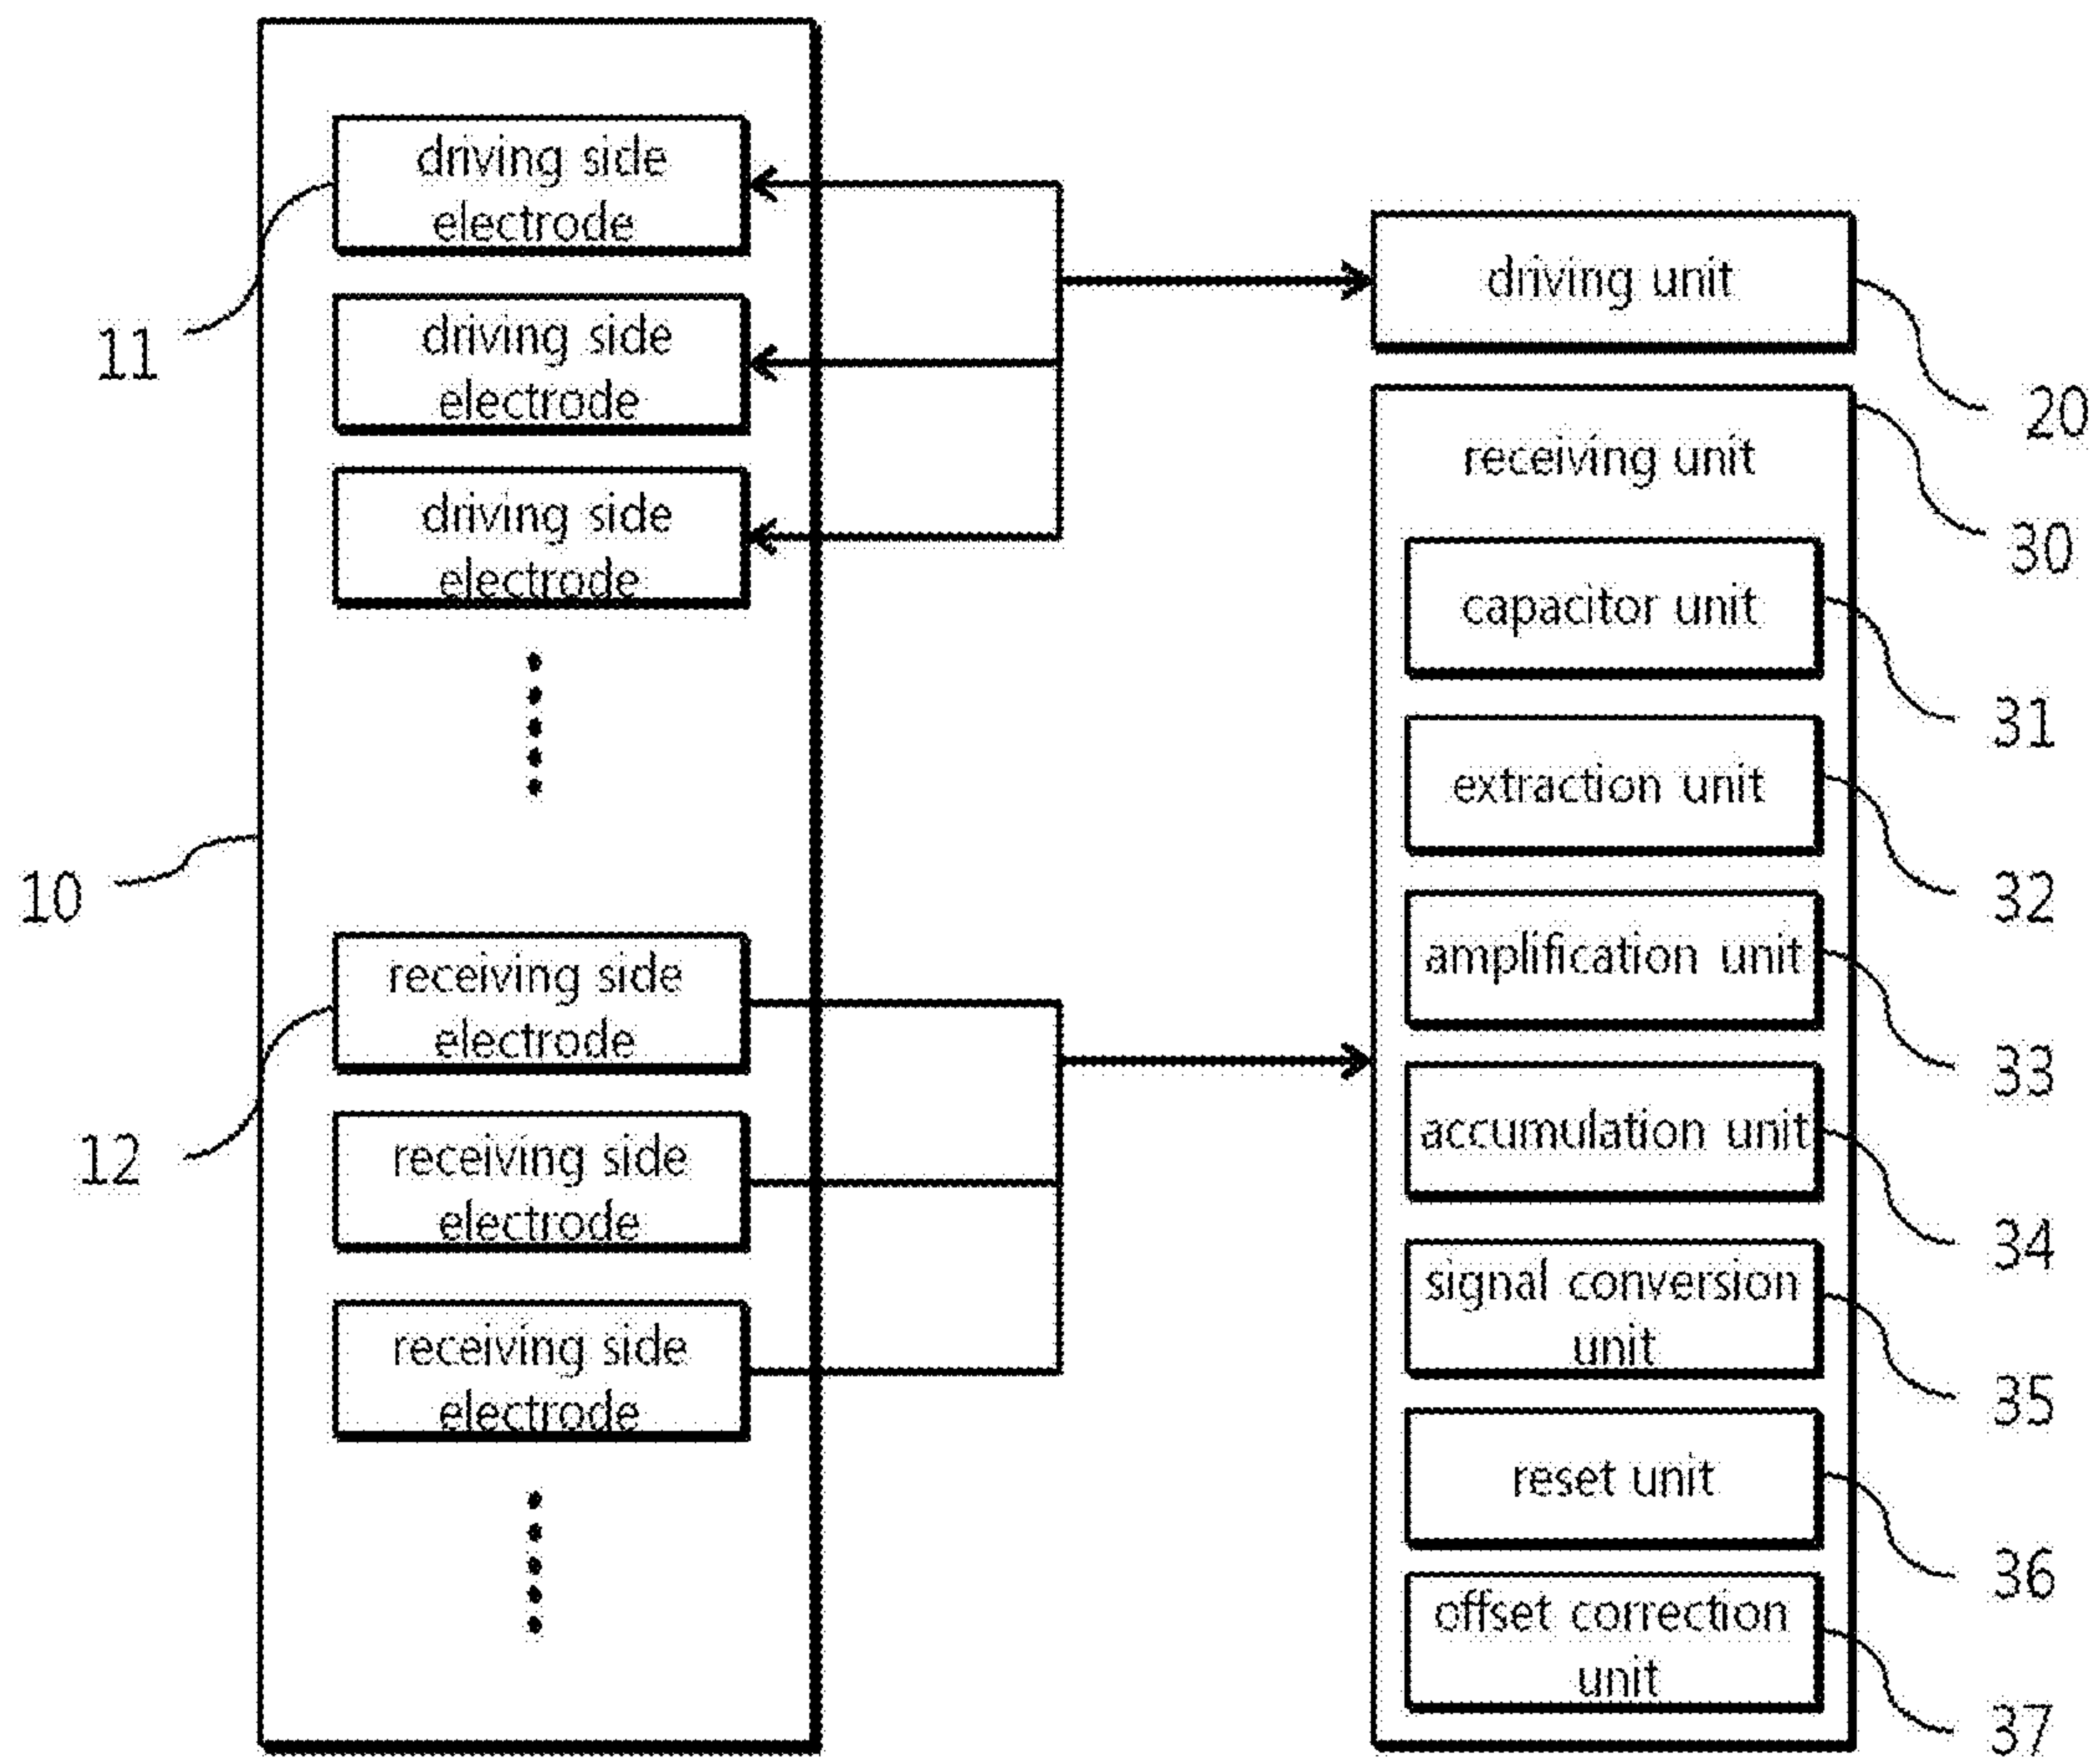 driving side
electrode
11
driving side
electrode
driving side
electrode
10
receiving side
electrode
12
receiving side
electrode
receiving side
electrode
driving unit
20
receiving unit
30
capacitor unit
31
extraction unit
32
amplification unit
33
accumulation unit
34
signal conversion
unit
35
reset unit
36
offset correction
unit
37